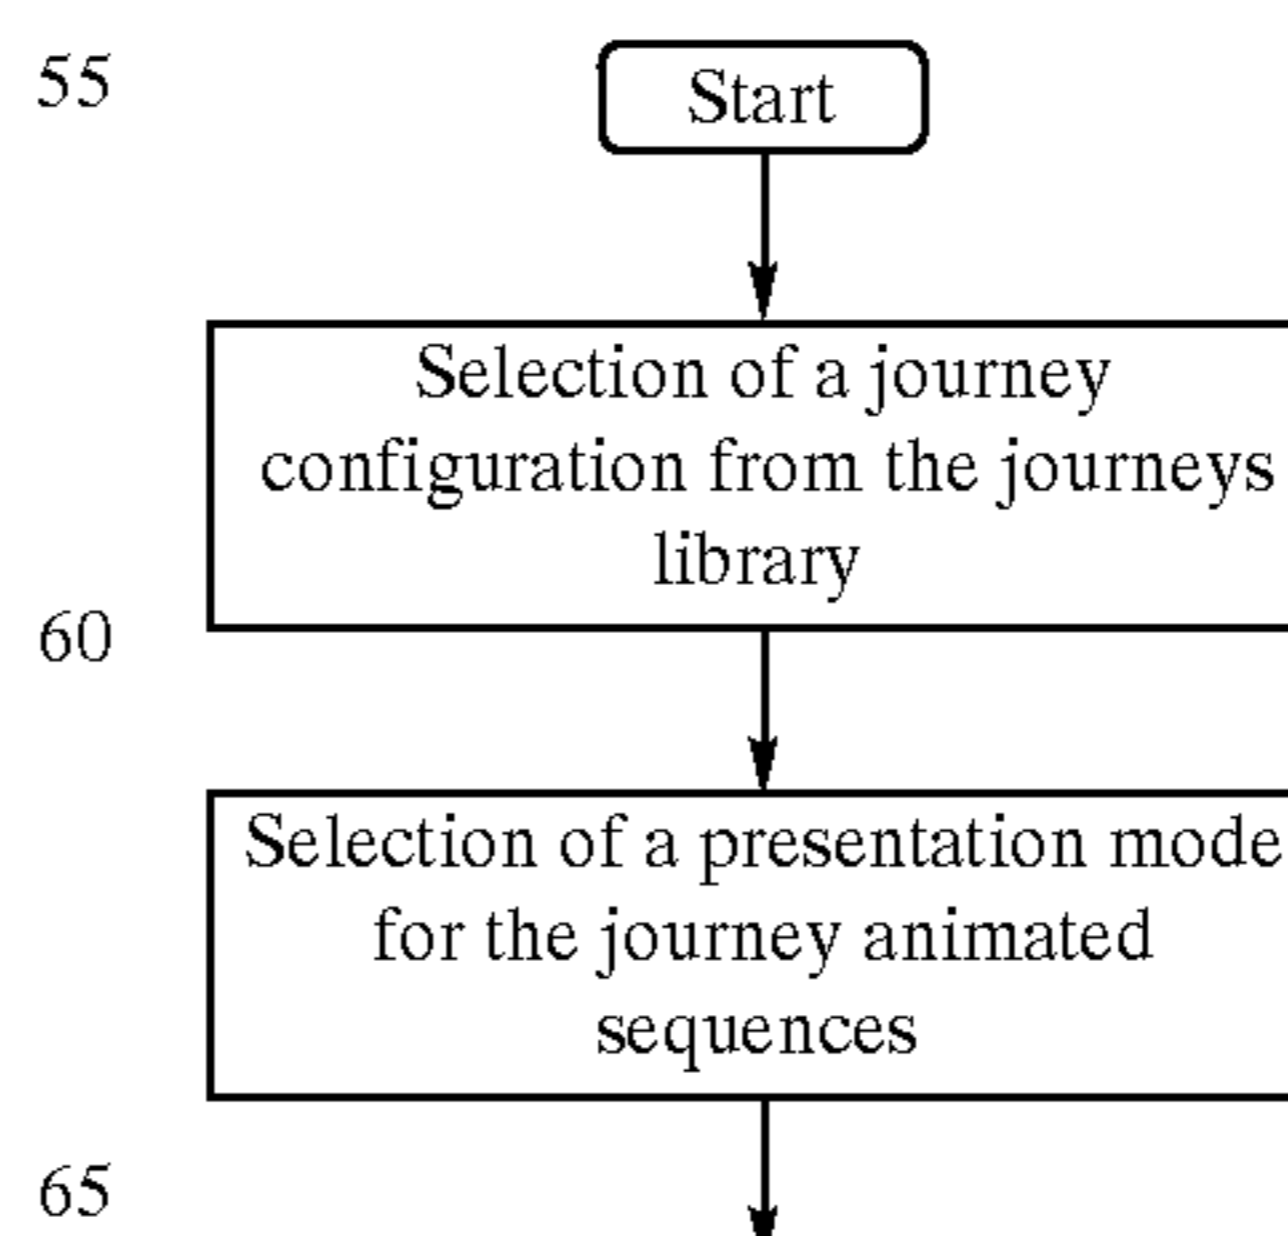 55
Start
Selection of a journey
configuration from the journeys
library
60
Selection of a presentation mode
for the journey animated
sequences
65